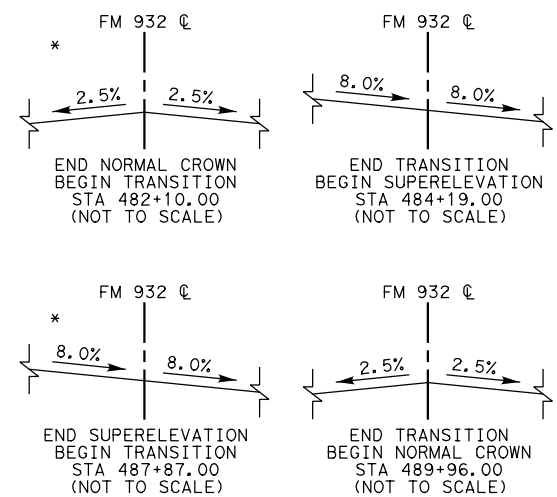 FM 932 ℄
*
2.5% 2.5%
END NORMAL CROWN
BEGIN TRANSITION
STA 482+10.00
(NOT TO SCALE)
FM 932 ℄
8.0% 8.0%
END TRANSITION
BEGIN SUPERELEVATION
STA 484+19.00
(NOT TO SCALE)
FM 932 ℄
*
8.0% 8.0%
END SUPERELEVATION
BEGIN TRANSITION
STA 487+87.00
(NOT TO SCALE)
FM 932 ℄
2.5% 2.5%
END TRANSITION
BEGIN NORMAL CROWN
STA 489+96.00
(NOT TO SCALE)